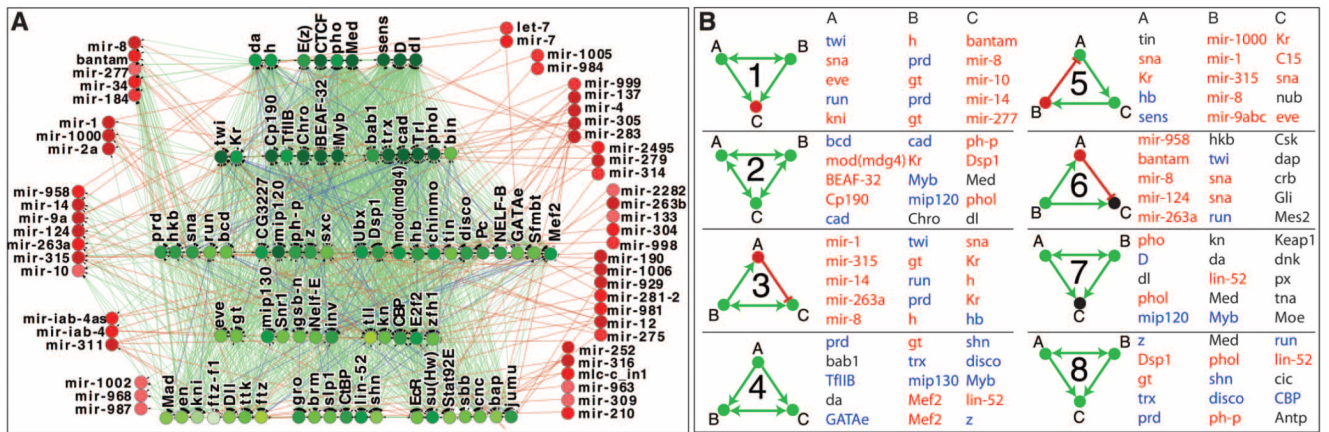 A
mir-8
bantam
mir-277
mir-34
mir-184
mir-1
mir-1000
mir-2a
mir-958
mir-14
mir-9a
mir-124
mir-263a
mir-315
mir-10
mir-iab-4as
mir-iab-4
mir-311
mir-1002
mir-968
mir-987
da
h
E(z)
CTCF
pho
Med
sens
D
dl
twi
Kr
Cp190
TfIIB
Chro
BEAF-32
Myb
bab1
trx
cad
Trl
phol
bin
prd
hkb
sna
run
bcd
CG3227
mip120
ph-p
z
sxc
Ubx
Dsp1
mod(mdg4)
hb
chinmo
tin
disco
Pc
NELF-B
GATAe
Sfmbt
Mef2
eve
gt
mip130
Snr1
gsb-n
Nelf-E
inv
tll
kn
CBP
E2f2
zfh1
Mad
en
kni
ftz-f1
Dll
ttk
ftz
gro
brm
slp1
CtBP
lin-52
shn
EcR
su(Hw)
Stat92E
sbb
cnc
bap
jumu
let-7
mir-7
mir-1005
mir-984
mir-999
mir-137
mir-4
mir-305
mir-283
mir-2495
mir-279
mir-314
mir-2282
mir-263b
mir-133
mir-304
mir-998
mir-190
mir-1006
mir-929
mir-281-2
mir-981
mir-12
mir-275
mir-252
mir-316
mlc-c_in1
mir-963
mir-309
mir-210
B
A B C
A B
1
C
twi h bantam
sna prd mir-8
eve gt mir-10
run prd mir-14
kni gt mir-277
A B
2
C
bcd cad ph-p
mod(mdg4) Kr Dsp1
BEAF-32 Myb Med
Cp190 mip120 phol
cad Chro dl
A
3
B C
mir-1 twi sna
mir-315 gt Kr
mir-14 run h
mir-263a prd Kr
mir-8 h hb
A
4
B C
prd gt shn
bab1 trx disco
TfIIB mip130 Myb
da Mef2 lin-52
GATAe Mef2 z
A B C
A
5
B C
tin mir-1000 Kr
sna mir-1 C15
Kr mir-315 sna
hb mir-8 nub
sens mir-9abc eve
A
6
B C
mir-958 hkb Csk
bantam twi dap
mir-8 sna crb
mir-124 sna Gli
mir-263a run Mes2
A B
7
C
pho kn Keap1
D da dnk
dl lin-52 px
phol Med tna
mip120 Myb Moe
A B
8
C
z Med run
Dsp1 phol lin-52
gt shn cic
trx disco CBP
prd ph-p Antp